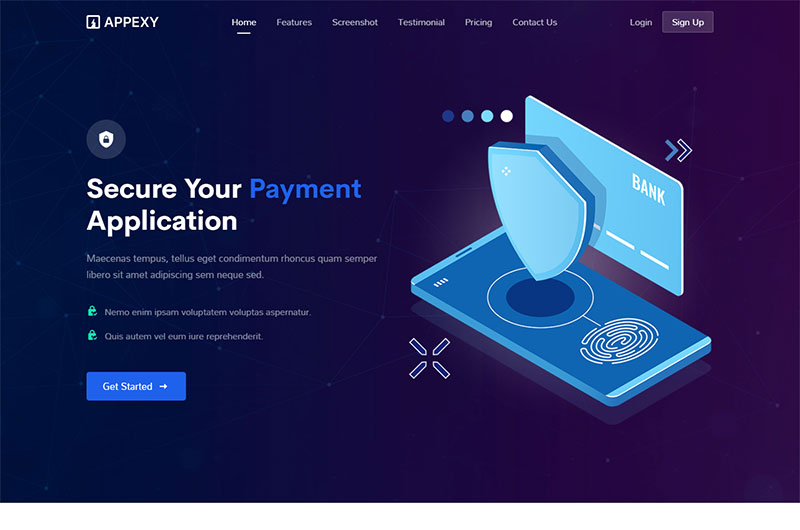 APPEXY
Home Features Screenshot Testimonial Pricing Contact Us Login Sign Up
BANK
Secure Your Payment
Application
Maecenas tempus, tellus eget condimentum rhoncus quam semper
libero sit amet adipiscing sem neque sed.
Nemo enim ipsam voluptatem voluptas aspernatur.
Quis autem vel eum iure reprehenderit.
Get Started